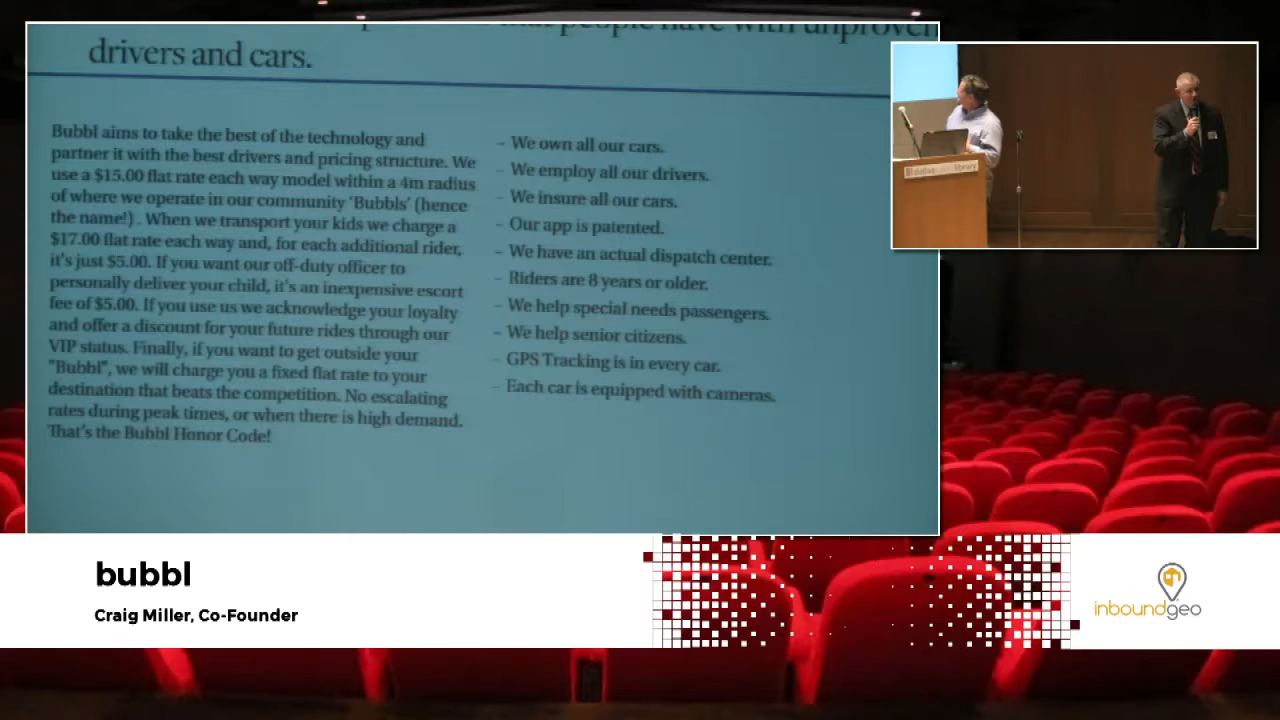 people have with unproven
drivers and cars.
Bubbl aims to take the best of the technology and
partner it with the best drivers and pricing structure. We
use a $15.00 flat rate each way model within a 4m radius
of where we operate in our community 'Bubbls' (hence
the name!) . When we transport your kids we charge a
$17.00 flat rate each way and, for each additional rider,
it's just $5.00. If you want our off-duty officer to
personally deliver your child, it's an inexpensive escort
fee of $5.00. If you use us we acknowledge your loyalty
and offer a discount for your future rides through our
VIP status. Finally, if you want to get outside your
"Bubbl", we will charge you a fixed flat rate to your
destination that beats the competition. No escalating
rates during peak times, or when there is high demand.
That's the Bubbl Honor Code!
– We own all our cars.
– We employ all our drivers.
– We insure all our cars.
– Our app is patented.
– We have an actual dispatch center.
– Riders are 8 years or older.
– We help special needs passengers.
– We help senior citizens.
– GPS Tracking is in every car.
– Each car is equipped with cameras.
library
bubbl
Craig Miller, Co-Founder
inboundgeo